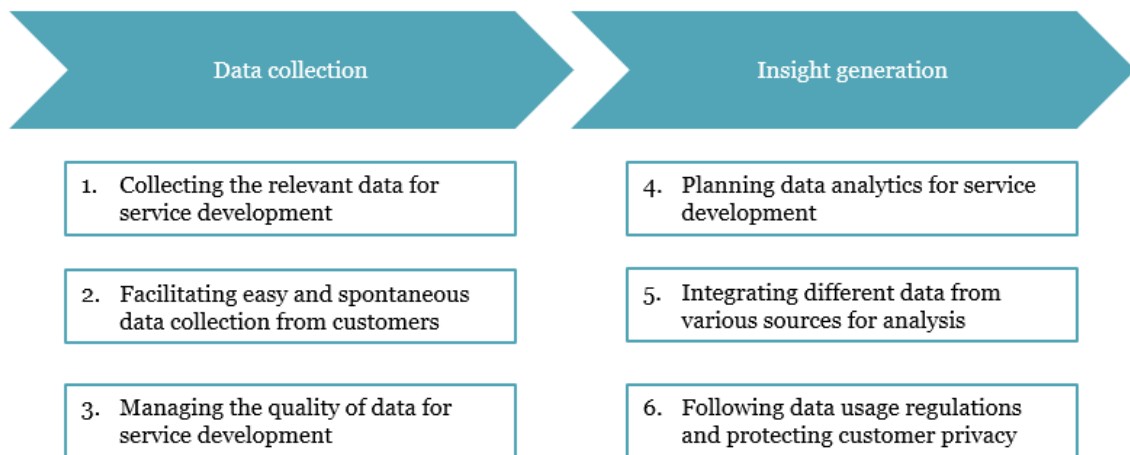 Data collection
Insight generation
1. Collecting the relevant data for
service development
2. Facilitating easy and spontaneous
data collection from customers
3. Managing the quality of data for
service development
4. Planning data analytics for service
development
5. Integrating different data from
various sources for analysis
6. Following data usage regulations
and protecting customer privacy